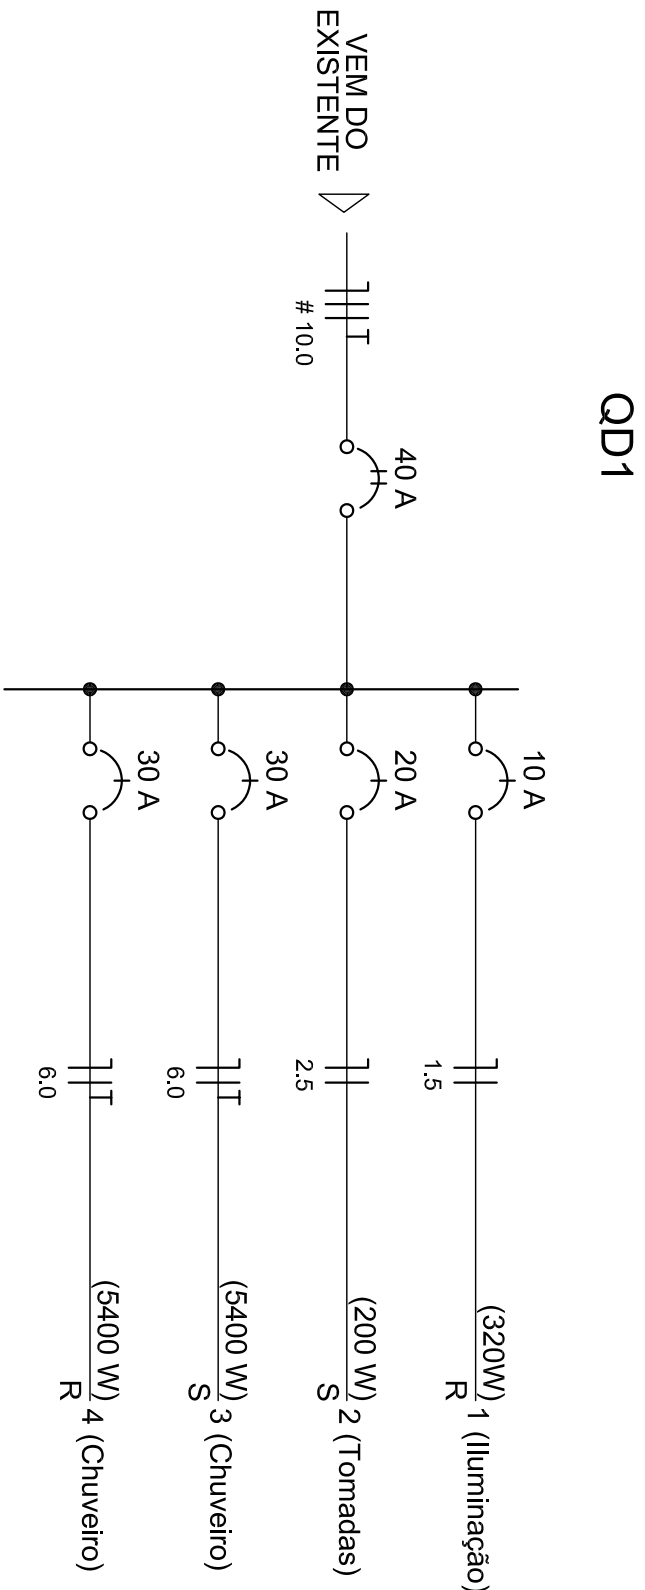 QD1
VEM DO
EXISTENTE
# 10.0
40 A
10 A
1.5
(320W)
R
1 (Iluminação)
20 A
2.5
(200 W)
S
2 (Tomadas)
30 A
6.0
(5400 W)
S
3 (Chuveiro)
30 A
6.0
(5400 W)
R
4 (Chuveiro)